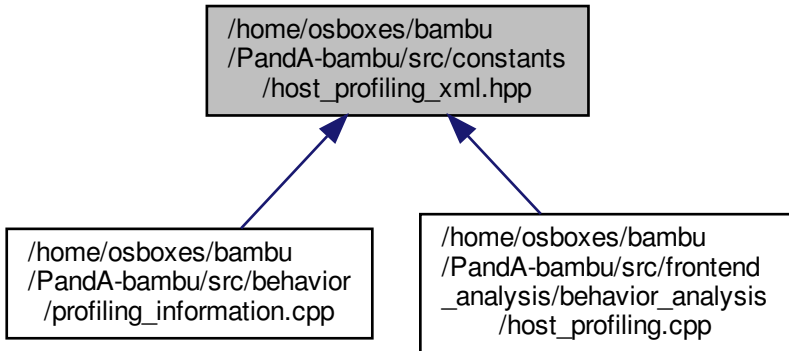 /home/osboxes/bambu
/PandA-bambu/src/constants
/host_profiling_xml.hpp
/home/osboxes/bambu
/PandA-bambu/src/behavior
/profiling_information.cpp
/home/osboxes/bambu
/PandA-bambu/src/frontend
_analysis/behavior_analysis
/host_profiling.cpp